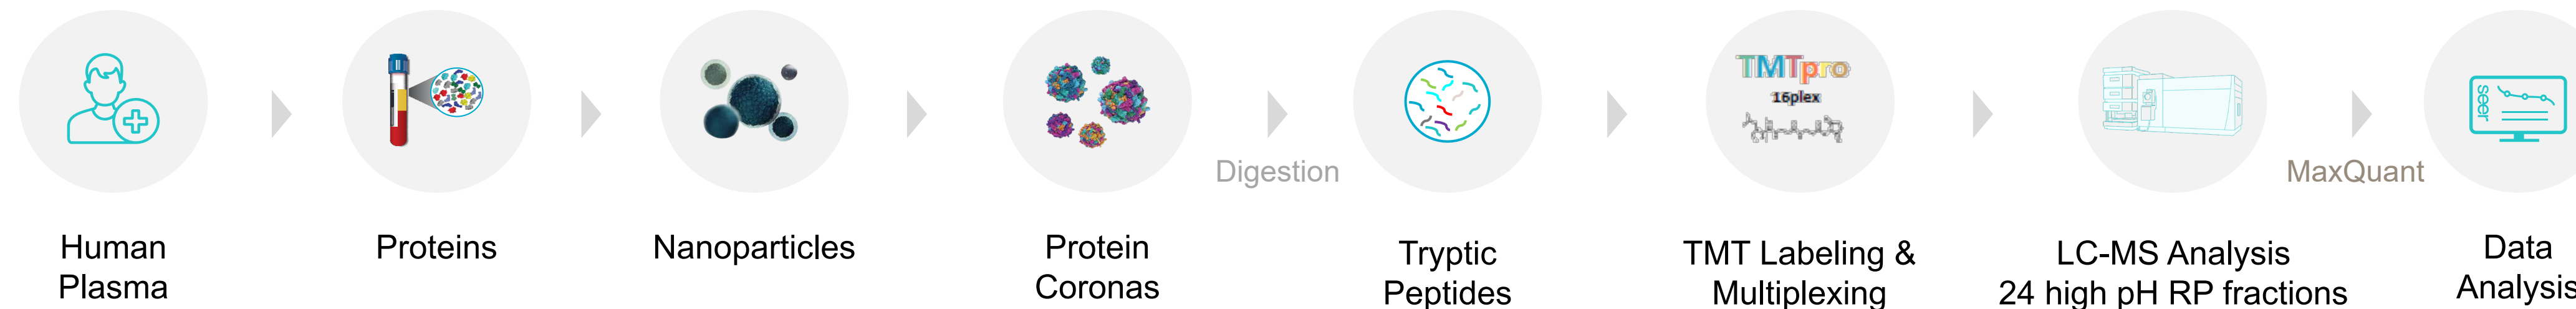 Human
Plasma
Proteins
Nanoparticles
Protein
Coronas
Digestion
Tryptic
Peptides
TMTpro
16plex
TMT Labeling &
Multiplexing
LC-MS Analysis
24 high pH RP fractions
MaxQuant
seer
Data
Analysis